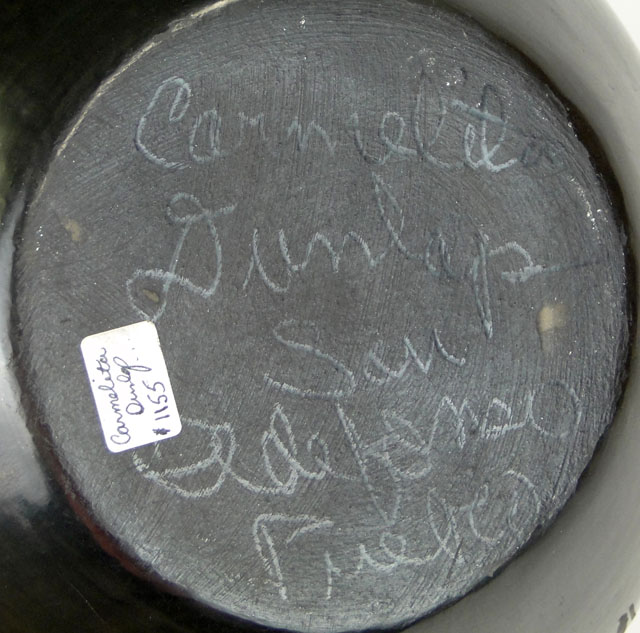 Carmelita
Dunlap
San
Ildefonso
Pueblo
Carmelita
Dunlap
$1155